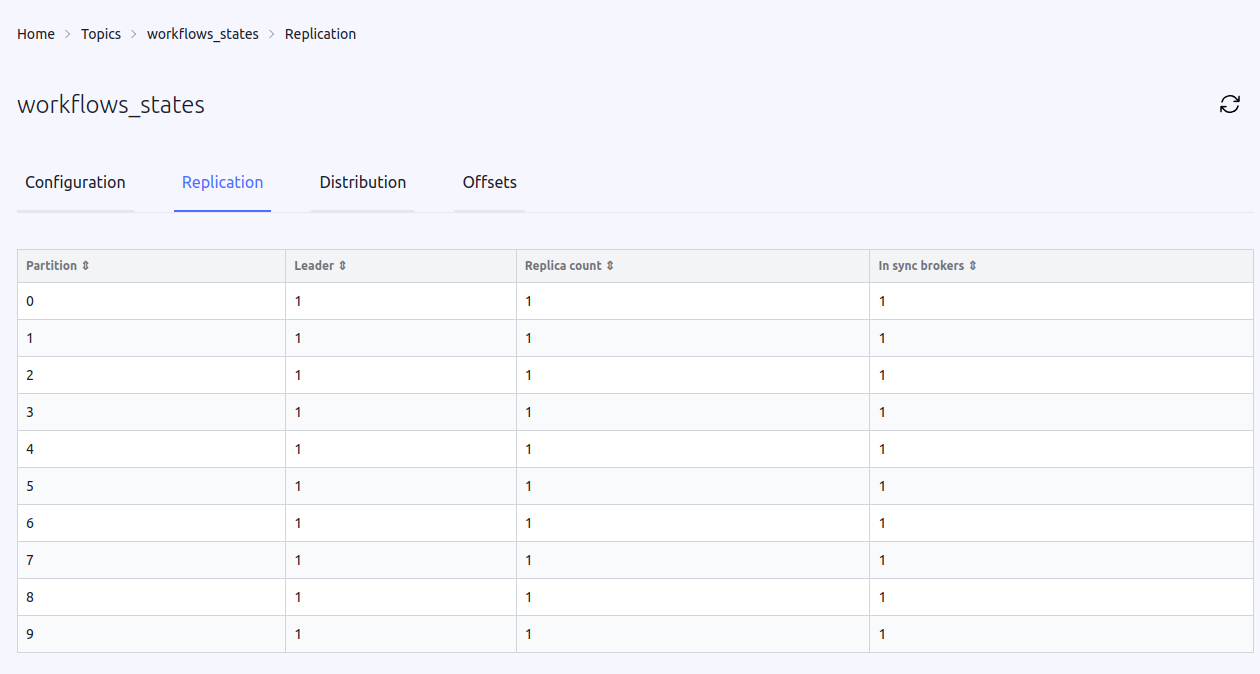 Home > Topics > workflows_states > Replication
workflows_states
Configuration Replication Distribution Offsets
Partition ⇕ Leader ⇕ Replica count ⇕ In sync brokers ⇕
0 1 1 1
1 1 1 1
2 1 1 1
3 1 1 1
4 1 1 1
5 1 1 1
6 1 1 1
7 1 1 1
8 1 1 1
9 1 1 1